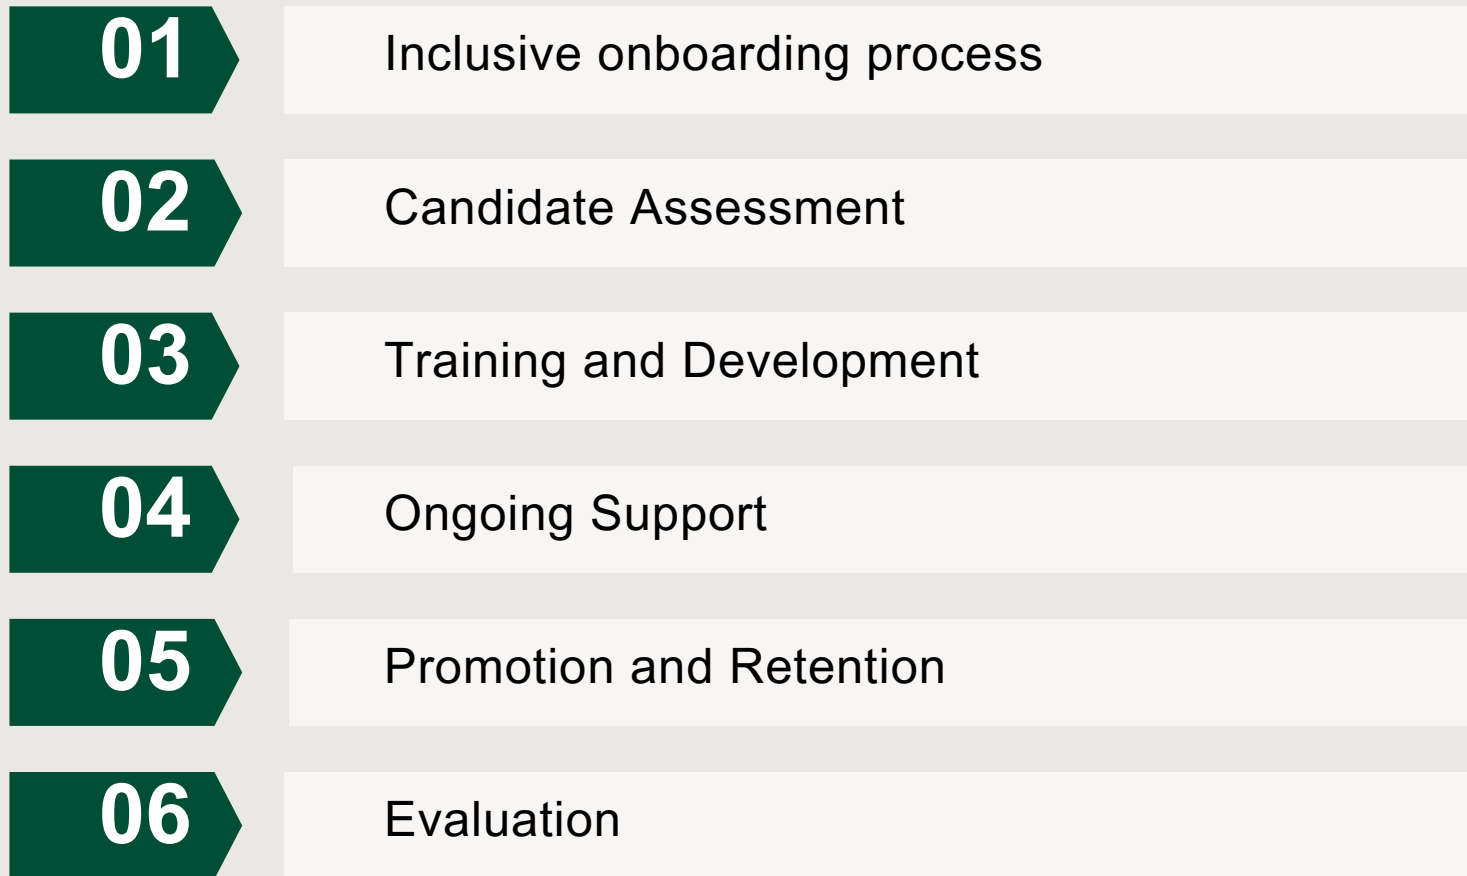 01 Inclusive onboarding process
02 Candidate Assessment
03 Training and Development
04 Ongoing Support
05 Promotion and Retention
06 Evaluation